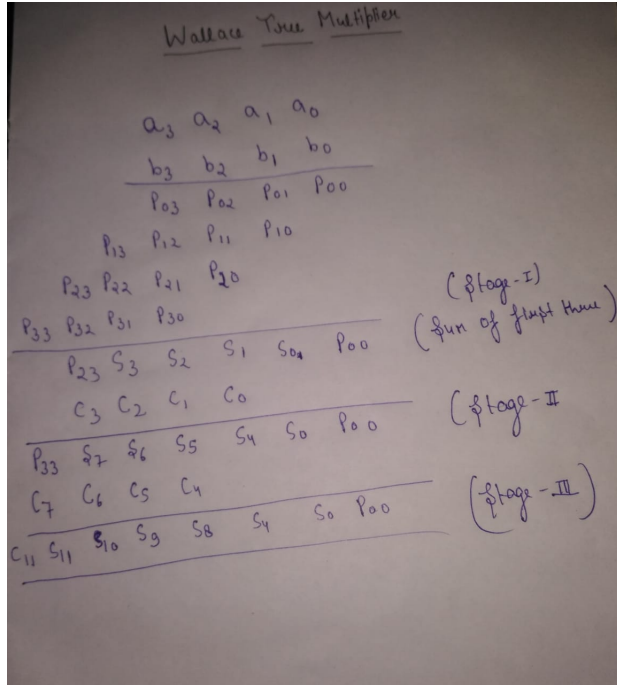 Wallace Tree Multiplier
a₃ a₂ a₁ a₀
b₃ b₂ b₁ b₀
P₀₃ P₀₂ P₀₁ P₀₀
P₁₃ P₁₂ P₁₁ P₁₀
P₂₃ P₂₂ P₂₁ P₂₀
P₃₃ P₃₂ P₃₁ P₃₀
(Stage-I)
(Sum of first three)
P₂₃ S₃ S₂ S₁ S₀ P₀₀
C₃ C₂ C₁ C₀
(Stage-II
P₃₃ S₇ S₆ S₅ S₄ S₀ P₀₀
C₇ C₆ C₅ C₄
(Stage-III)
C₁₁ S₁₁ S₁₀ S₉ S₈ S₄ S₀ P₀₀